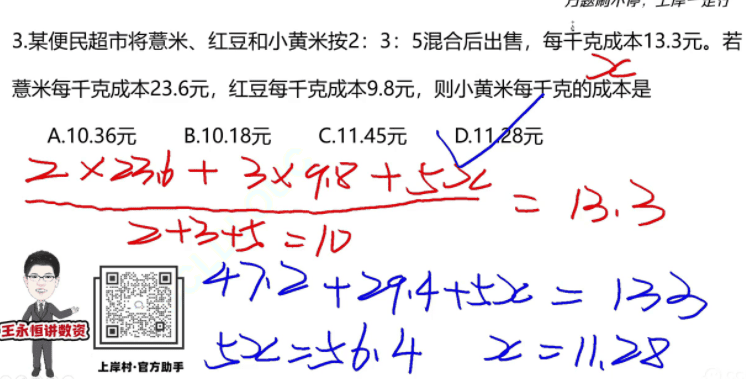 万题刷不停，上岸一定行
3.某便民超市将薏米、红豆和小黄米按2：3：5混合后出售，每千克成本13.3元。若
x
薏米每千克成本23.6元，红豆每千克成本9.8元，则小黄米每千克的成本是
A.10.36元 B.10.18元 C.11.45元 D.11.28元
2×23.6+3×9.8+5x
= 13.3
2+3+5=10
47.2+29.4+5x=133
王永恒讲数资
5x=56.4 x=11.28
上岸村·官方助手